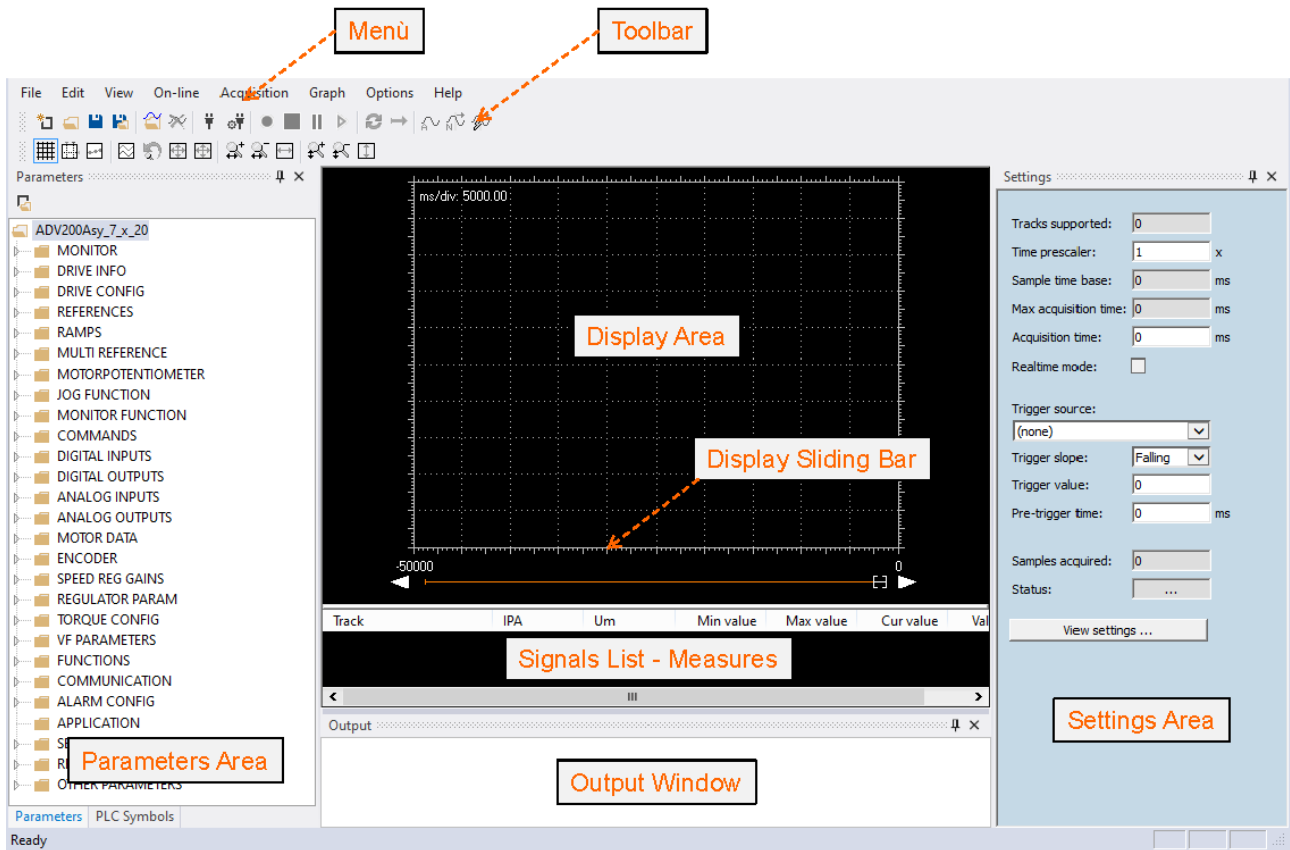 Menù
Toolbar
File Edit View On-line Acquisition Graph Options Help
Parameters
ADV200Asy_7_x_20
MONITOR
DRIVE INFO
DRIVE CONFIG
REFERENCES
RAMPS
MULTI REFERENCE
MOTORPOTENTIOMETER
JOG FUNCTION
MONITOR FUNCTION
COMMANDS
DIGITAL INPUTS
DIGITAL OUTPUTS
ANALOG INPUTS
ANALOG OUTPUTS
MOTOR DATA
ENCODER
SPEED REG GAINS
REGULATOR PARAM
TORQUE CONFIG
VF PARAMETERS
FUNCTIONS
COMMUNICATION
ALARM CONFIG
APPLICATION
OTHER PARAMETERS
Parameters Area
Parameters PLC Symbols
Ready
ms/div: 5000.00
Display Area
Display Sliding Bar
-50000 0
Track IPA Um Min value Max value Cur value Val
Signals List - Measures
Output
Output Window
Settings
Tracks supported: 0
Time prescaler: 1 x
Sample time base: 0 ms
Max acquisition time: 0 ms
Acquisition time: 0 ms
Realtime mode:
Trigger source:
(none)
Trigger slope: Falling
Trigger value: 0
Pre-trigger time: 0 ms
Samples acquired: 0
Status: ...
View settings ...
Settings Area